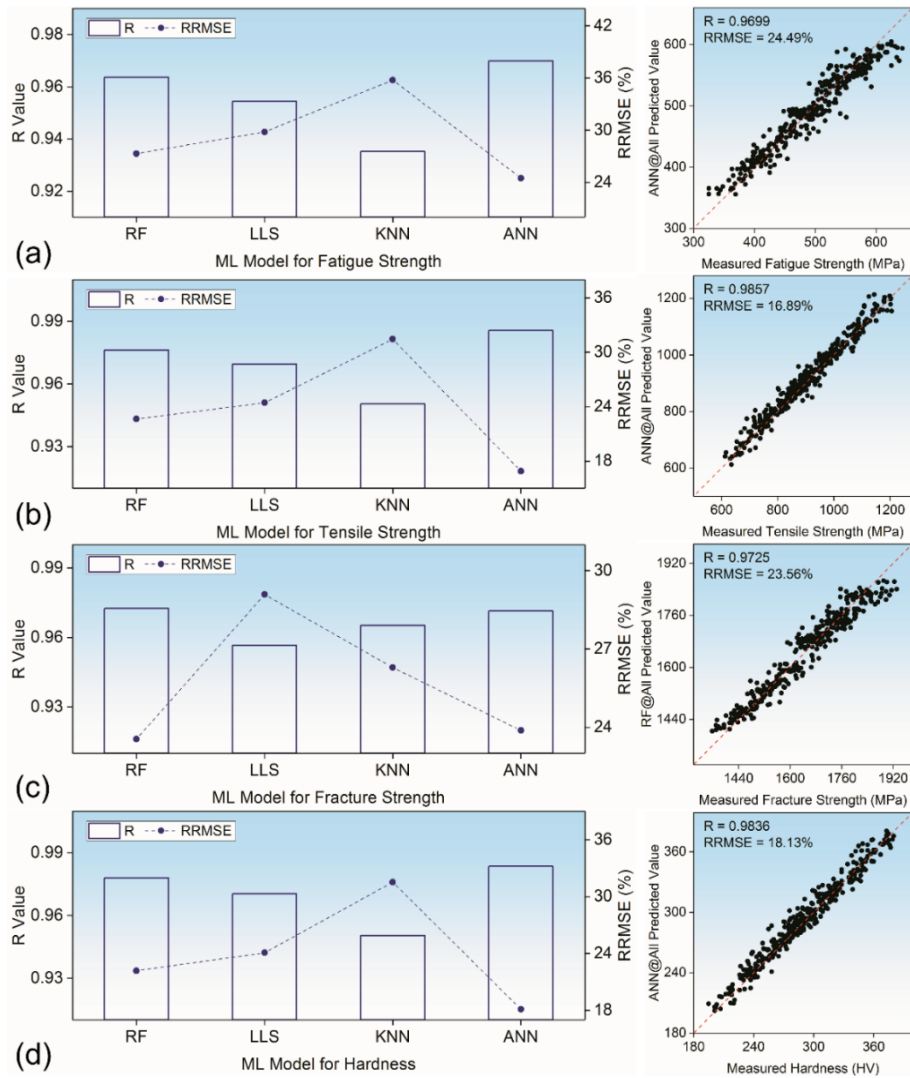 R RRMSE
0.98
0.96
0.94
0.92
R Value
42
36
30
24
RRMSE (%)
RF LLS KNN ANN
(a)
ML Model for Fatigue Strength
R = 0.9699
RRMSE = 24.49%
600
500
400
300
ANN@All Predicted Value
300 400 500 600
Measured Fatigue Strength (MPa)
R RRMSE
0.99
0.96
0.93
R Value
36
30
24
18
RRMSE (%)
RF LLS KNN ANN
(b)
ML Model for Tensile Strength
R = 0.9857
RRMSE = 16.89%
1200
1000
800
600
ANN@All Predicted Value
600 800 1000 1200
Measured Tensile Strength (MPa)
R RRMSE
0.99
0.96
0.93
R Value
30
27
24
RRMSE (%)
RF LLS KNN ANN
(c)
ML Model for Fracture Strength
R = 0.9725
RRMSE = 23.56%
1920
1760
1600
1440
RF@All Predicted Value
1440 1600 1760 1920
Measured Fracture Strength (MPa)
R RRMSE
0.99
0.96
0.93
R Value
36
30
24
18
RRMSE (%)
RF LLS KNN ANN
(d)
ML Model for Hardness
R = 0.9836
RRMSE = 18.13%
360
300
240
180
ANN@All Predicted Value
180 240 300 360
Measured Hardness (HV)